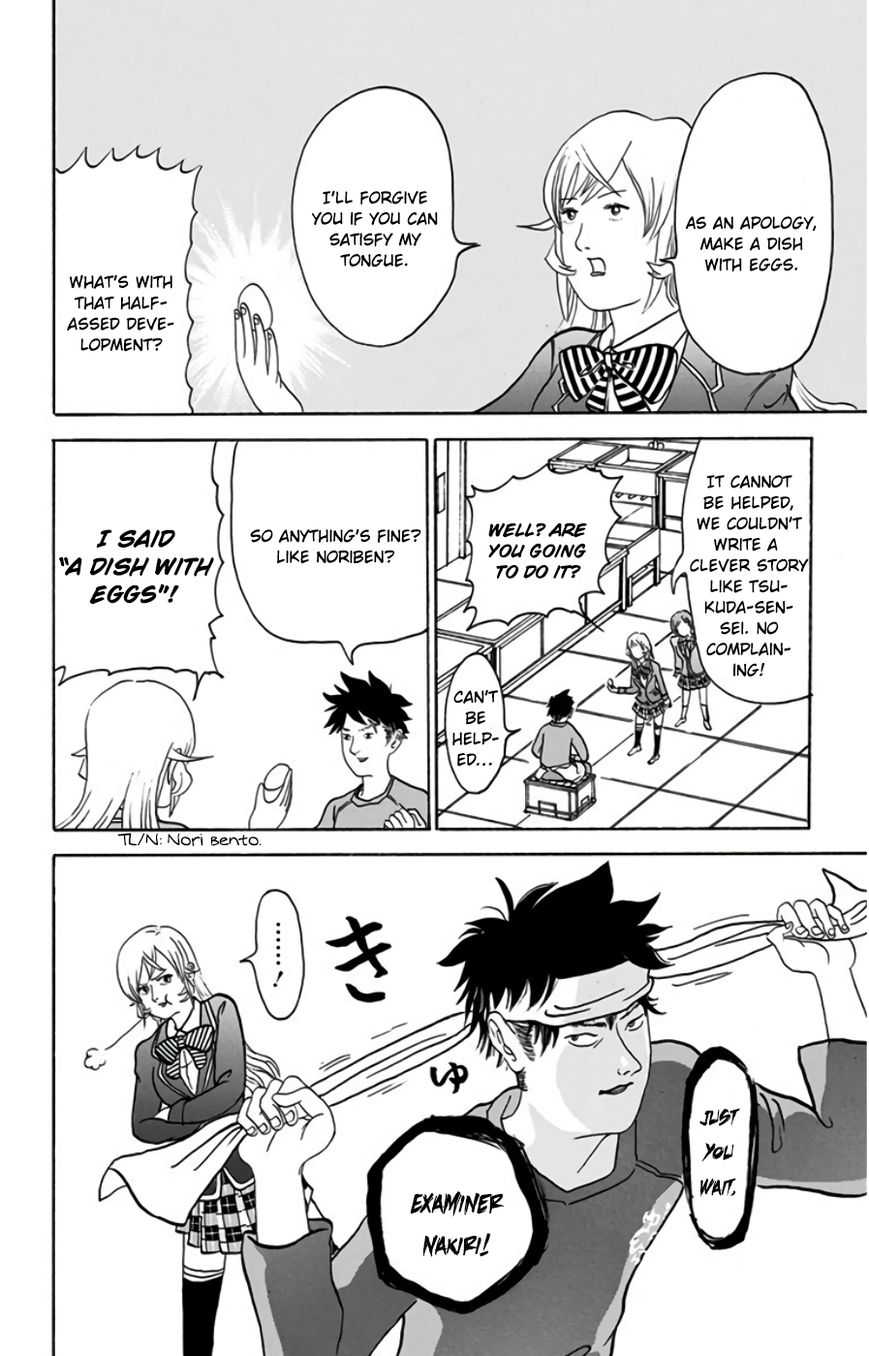 AS AN APOLOGY,
MAKE A DISH
WITH EGGS.
I'LL FORGIVE
YOU IF YOU CAN
SATISFY MY
TONGUE.
WHAT'S WITH
THAT HALF-
ASSED DEVE-
LOPMENT?
IT CANNOT
BE HELPED,
WE COULDN'T
WRITE A
CLEVER STORY
LIKE TSU-
KUDA-SEN-
SEI. NO
COMPLAIN-
ING!
WELL? ARE
YOU GOING
TO DO IT?
CAN'T
BE
HELP-
ED...
SO ANYTHING'S FINE?
LIKE NORIBEN?
I SAID
"A DISH WITH
EGGS"!
TL/N: Nori Bento.
JUST
YOU
WAIT,
EXAMINER
NAKIRI!
きゅ
......